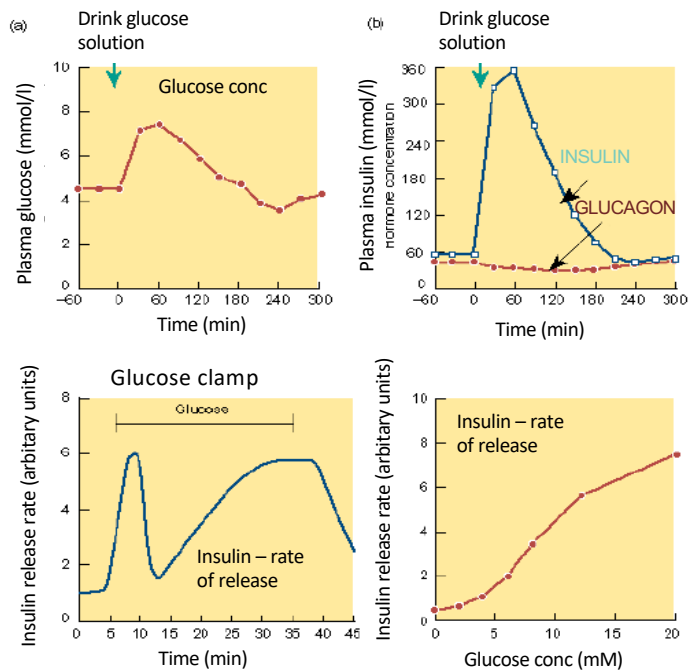 (a)
Drink glucose
solution
Plasma glucose (mmol/l)
10
8
6
4
2
0
Glucose conc
−60 0 60 120 180 240 300
Time (min)
(b)
Drink glucose
solution
Plasma insulin (mmol/l)
Hormone concentration
360
300
240
180
120
60
0
INSULIN
GLUCAGON
−60 0 60 120 180 240 300
Time (min)
Glucose clamp
Insulin release rate (arbitary units)
8
6
4
2
0
Glucose
Insulin – rate
of release
0 5 10 15 20 25 30 35 40 45
Time (min)
Insulin release rate (arbitary units)
10
8
6
4
2
0
Insulin – rate
of release
0 5 10 15 20
Glucose conc (mM)